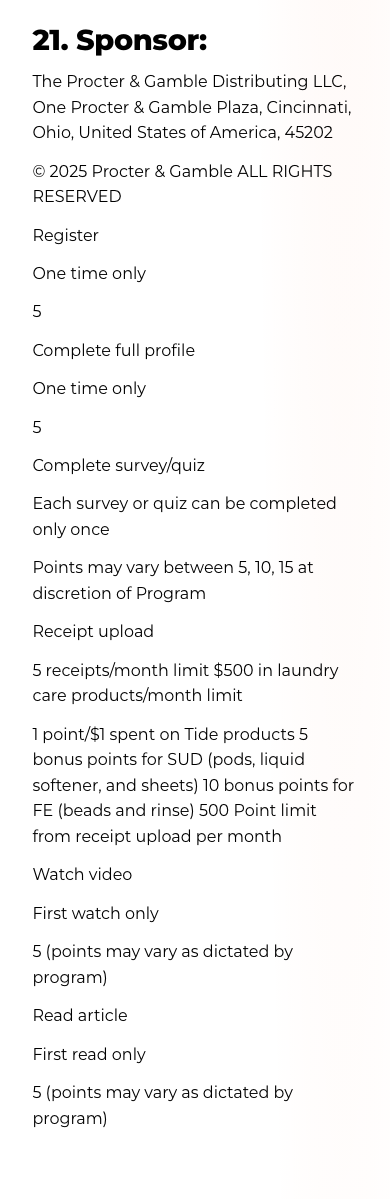 21. Sponsor:
The Procter & Gamble Distributing LLC,
One Procter & Gamble Plaza, Cincinnati,
Ohio, United States of America, 45202
© 2025 Procter & Gamble ALL RIGHTS
RESERVED
Register
One time only
5
Complete full profile
One time only
5
Complete survey/quiz
Each survey or quiz can be completed
only once
Points may vary between 5, 10, 15 at
discretion of Program
Receipt upload
5 receipts/month limit $500 in laundry
care products/month limit
1 point/$1 spent on Tide products 5
bonus points for SUD (pods, liquid
softener, and sheets) 10 bonus points for
FE (beads and rinse) 500 Point limit
from receipt upload per month
Watch video
First watch only
5 (points may vary as dictated by
program)
Read article
First read only
5 (points may vary as dictated by
program)